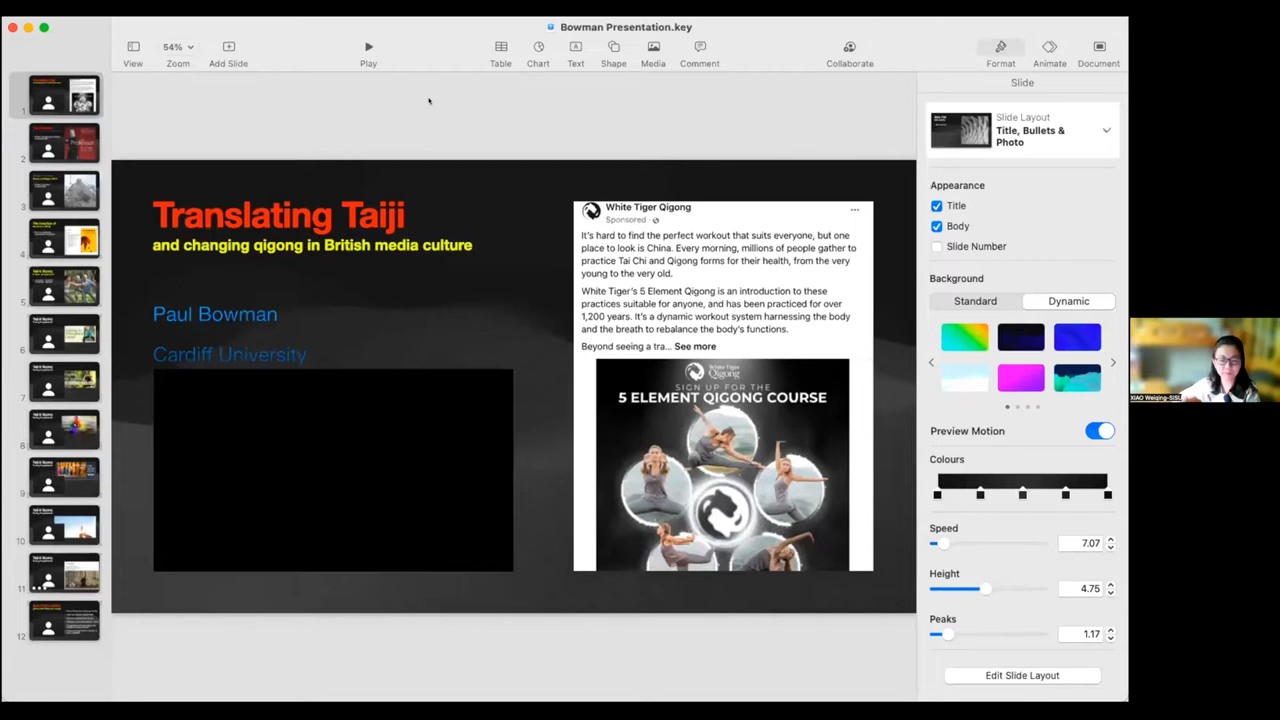 Bowman Presentation.key
View
54%
Zoom
Add Slide
Play
Table
Chart
Text
Shape
Media
Comment
Collaborate
Format
Animate
Document
1
2
3
4
5
6
7
8
9
10
11
12
Translating Taiji
and changing qigong in British media culture
Paul Bowman
Cardiff University
White Tiger Qigong
Sponsored ·
It's hard to find the perfect workout that suits everyone, but one
place to look is China. Every morning, millions of people gather to
practice Tai Chi and Qigong forms for their health, from the very
young to the very old.
White Tiger's 5 Element Qigong is an introduction to these
practices suitable for anyone, and has been practiced for over
1,200 years. It's a dynamic workout system harnessing the body
and the breath to rebalance the body's functions.
Beyond seeing a tra... See more
White Tiger
Qigong
SIGN UP FOR THE
5 ELEMENT QIGONG COURSE
Slide
Slide Layout
Title, Bullets &
Photo
Appearance
Title
Body
Slide Number
Background
Standard
Dynamic
Preview Motion
Colours
Speed
7.07
Height
4.75
Peaks
1.17
Edit Slide Layout
XIAO Weiqing-SISU